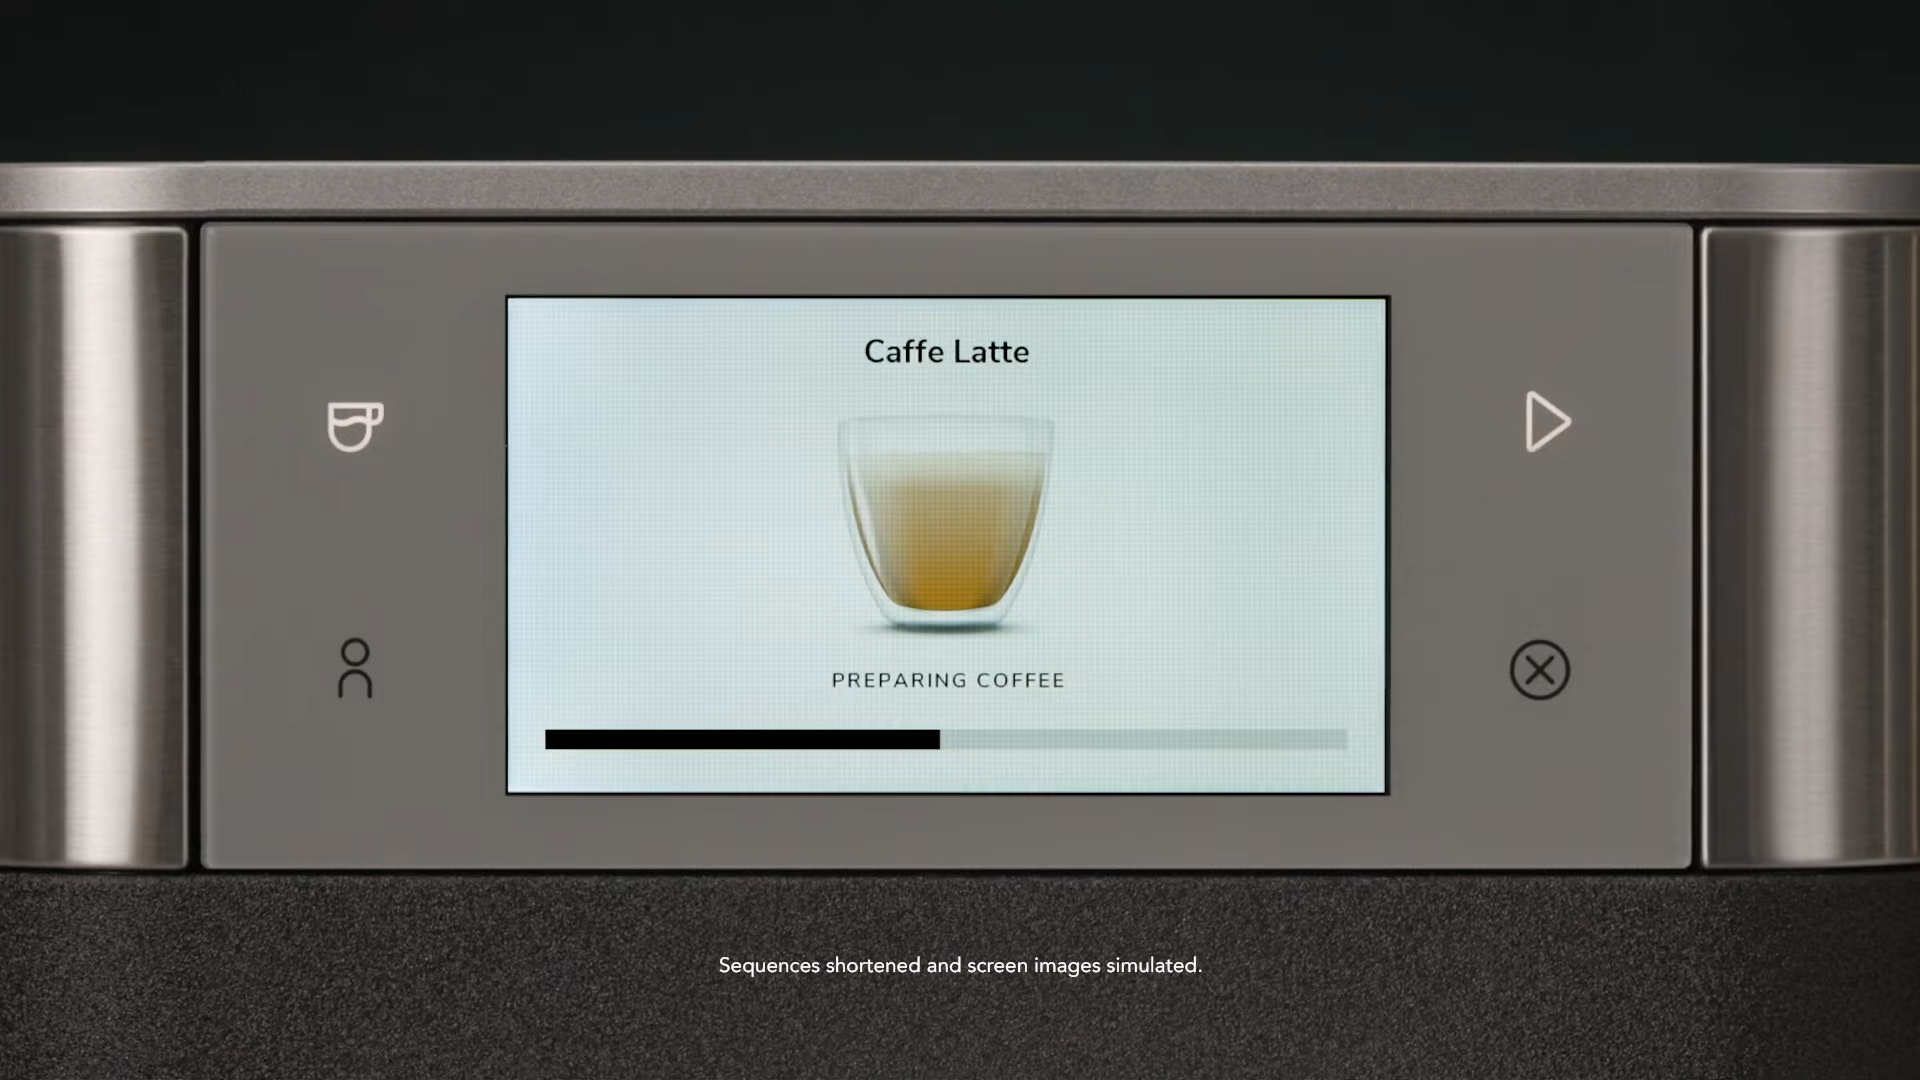 Caffe Latte
PREPARING COFFEE
Sequences shortened and screen images simulated.